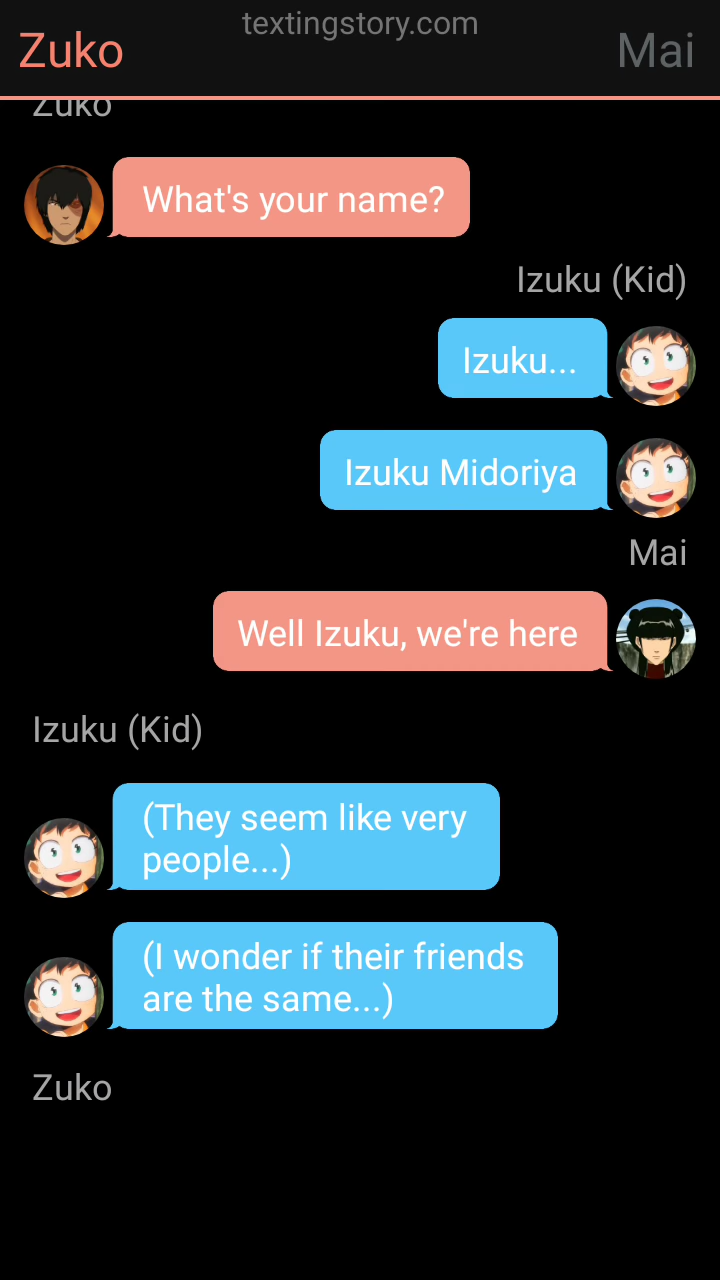 textingstory.com
Zuko
Mai
Zuko
What's your name?
Izuku (Kid)
Izuku...
Izuku Midoriya
Mai
Well Izuku, we're here
Izuku (Kid)
(They seem like very
people...)
(I wonder if their friends
are the same...)
Zuko